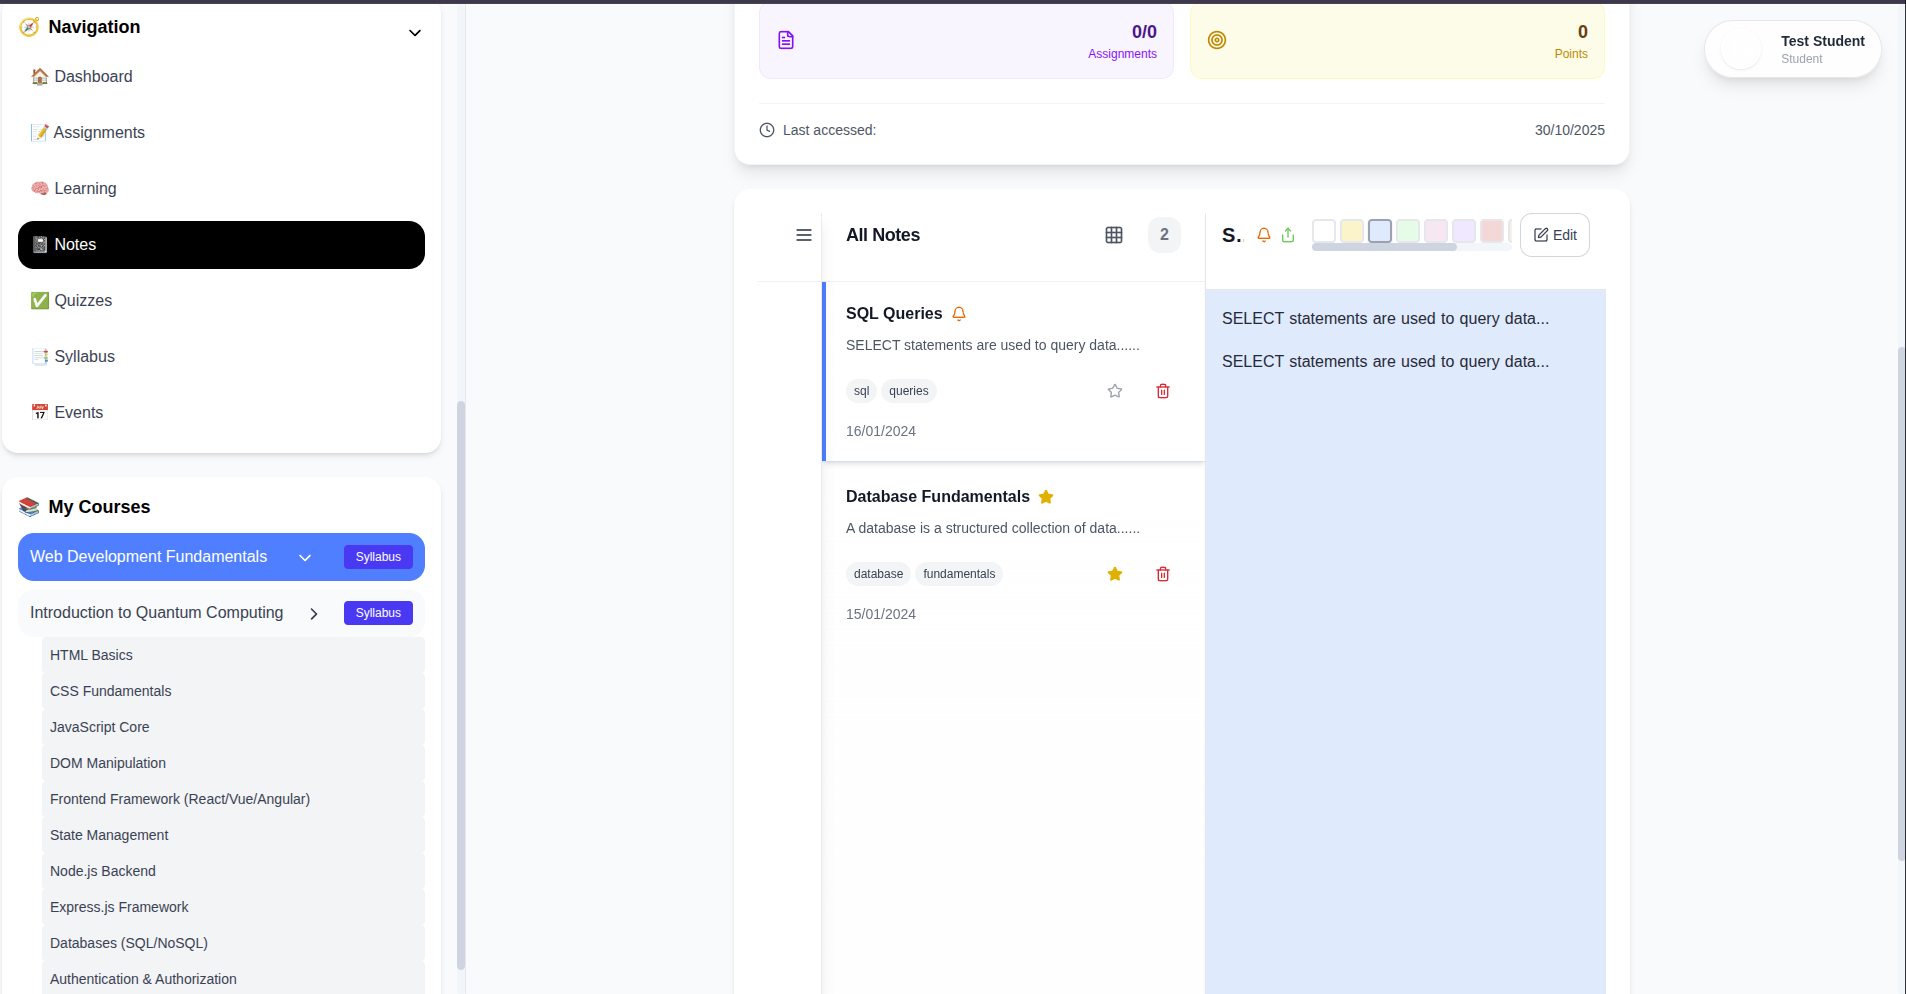 Navigation
Dashboard
Assignments
Learning
Notes
Quizzes
Syllabus
Events
My Courses
Web Development Fundamentals
Syllabus
Introduction to Quantum Computing
Syllabus
HTML Basics
CSS Fundamentals
JavaScript Core
DOM Manipulation
Frontend Framework (React/Vue/Angular)
State Management
Node.js Backend
Express.js Framework
Databases (SQL/NoSQL)
Authentication & Authorization
0/0
Assignments
0
Points
Last accessed:
30/10/2025
All Notes
2
SQL Queries
SELECT statements are used to query data......
sql
queries
16/01/2024
Database Fundamentals
A database is a structured collection of data......
database
fundamentals
15/01/2024
S..
Edit
SELECT statements are used to query data...
SELECT statements are used to query data...
Test Student
Student